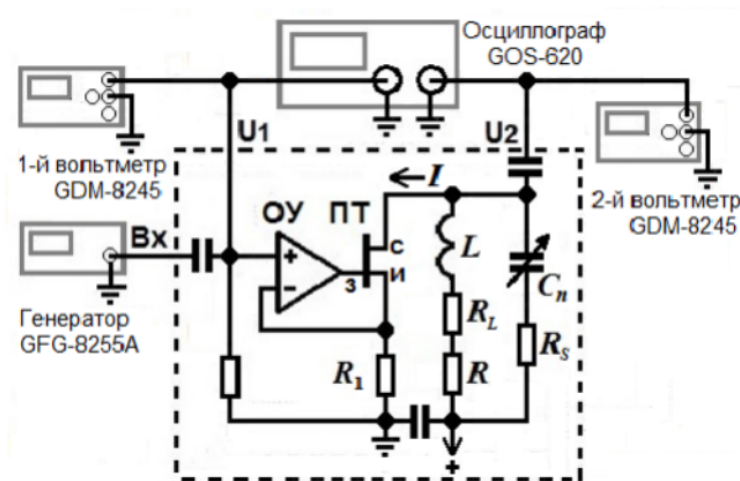 Осциллограф
GOS-620
U1
U2
1-й вольтметр
GDM-8245
2-й вольтметр
GDM-8245
I
ОУ
ПТ
Вх
+
−
с
з
и
L
Cn
Генератор
GFG-8255A
RL
RS
R1
R
+